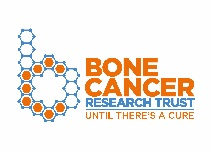 BONE
CANCER
RESEARCH TRUST
UNTIL THERE'S A CURE